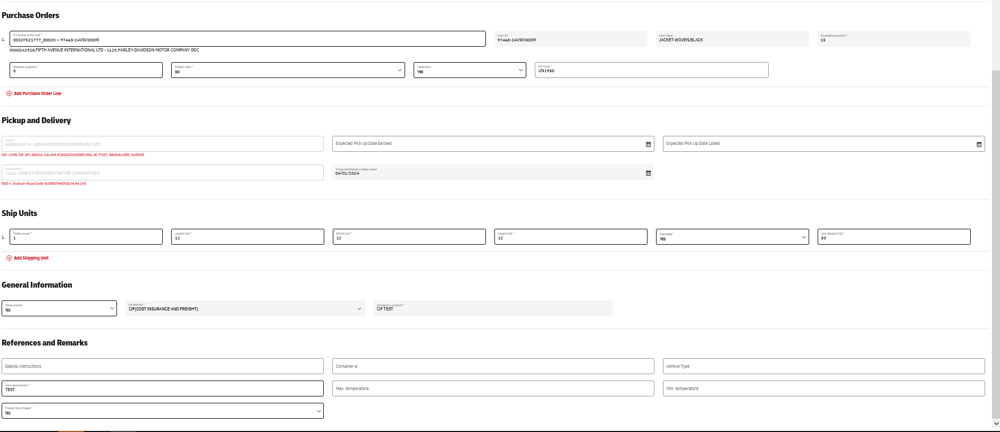 Purchase Orders
1.
Purchase order line *
00107521777_00020 -- 97463-24VW/000M
Item ID
97463-24VW/000M
Item Desc
JACKET-WOVEN,BLACK
Available quantity *
15
0000242928,FIFTH AVENUE INTERNATIONAL LTD - 1125,HARLEY-DAVIDSON MOTOR COMPANY GDC
Release quantity *
5
Freight class *
50
Hazardous
Yes
UN code *
UN1950
Add Purchase Order Line
Pickup and Delivery
Origin *
0000248279 - INDIAN DESIGNS EXPORTS PVT LTD
Expected Pick Up Date Earliest
Expected Pick Up Date Latest
NO-1048, DR. APJ ABDUL KALAM ROAD,GOVINDAPURA, AC POST, BANGALORE ,560045
Destination *
1125 - HARLEY-DAVIDSON MOTOR COMPANY GDC
Expected Delivery Date Latest
04/01/2024
850 n. Graham Road Suite B,GREENWOOD,IN,46143
Ship Units
1.
Pallet count *
1
Length (in) *
12
Width (in) *
12
Height (in) *
12
Stackable *
Yes
Unit Weight (lb) *
50
Add Shipping Unit
General Information
Temp control
No
Incoterms *
CIF(COST INSURANCE AND FREIGHT)
Incoterm Location *
CIF TEST
References and Remarks
Special Instructions
Container #
Vehicle Type
Item description *
TEST
Max. temperature
Min. temperature
Protect from Freeze *
No